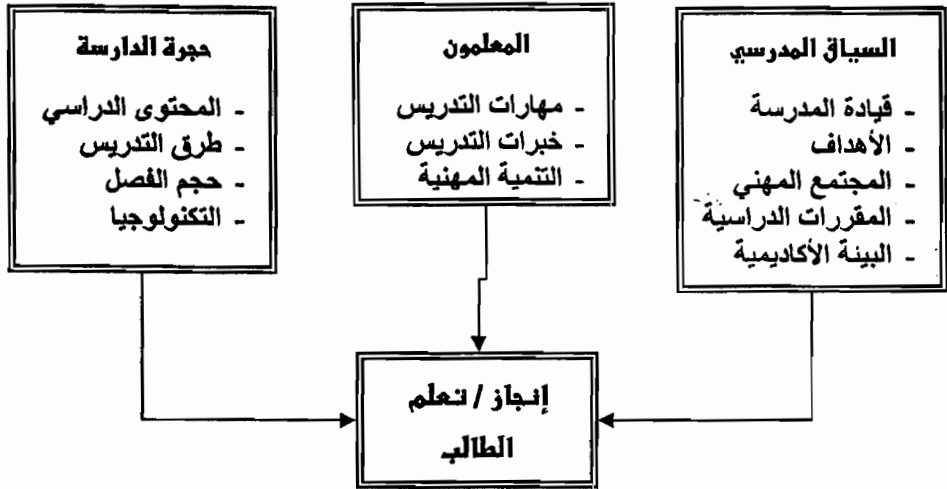 السياق المدرسي
- قيادة المدرسة
- الأهداف
- المجتمع المهني
- المقررات الدراسية
- البينة الأكاديمية
المعلمون
- مهارات التدريس
- خبرات التدريس
- التنمية المهنية
حجرة الدارسة
- المحتوى الدراسي
- طرق التدريس
- حجم الفصل
- التكنولوجيا
إنجاز / تعلم
الطالب